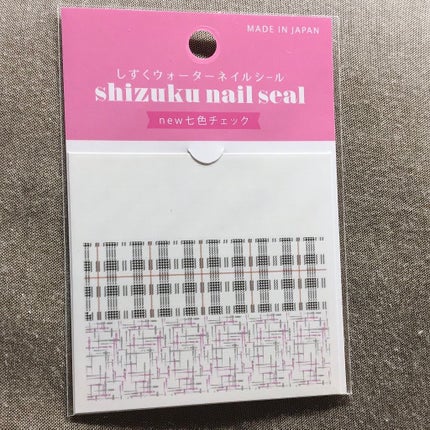 MADE IN JAPAN
しずくウォーターネイルシール
shizuku nail seal
new七色チェック